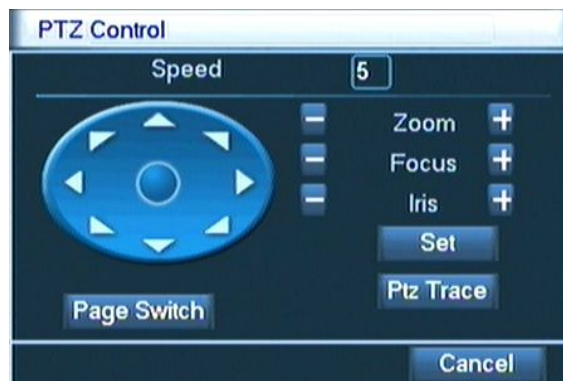 PTZ Control
Speed 5
- Zoom +
- Focus +
- Iris +
Set
Ptz Trace
Page Switch
Cancel